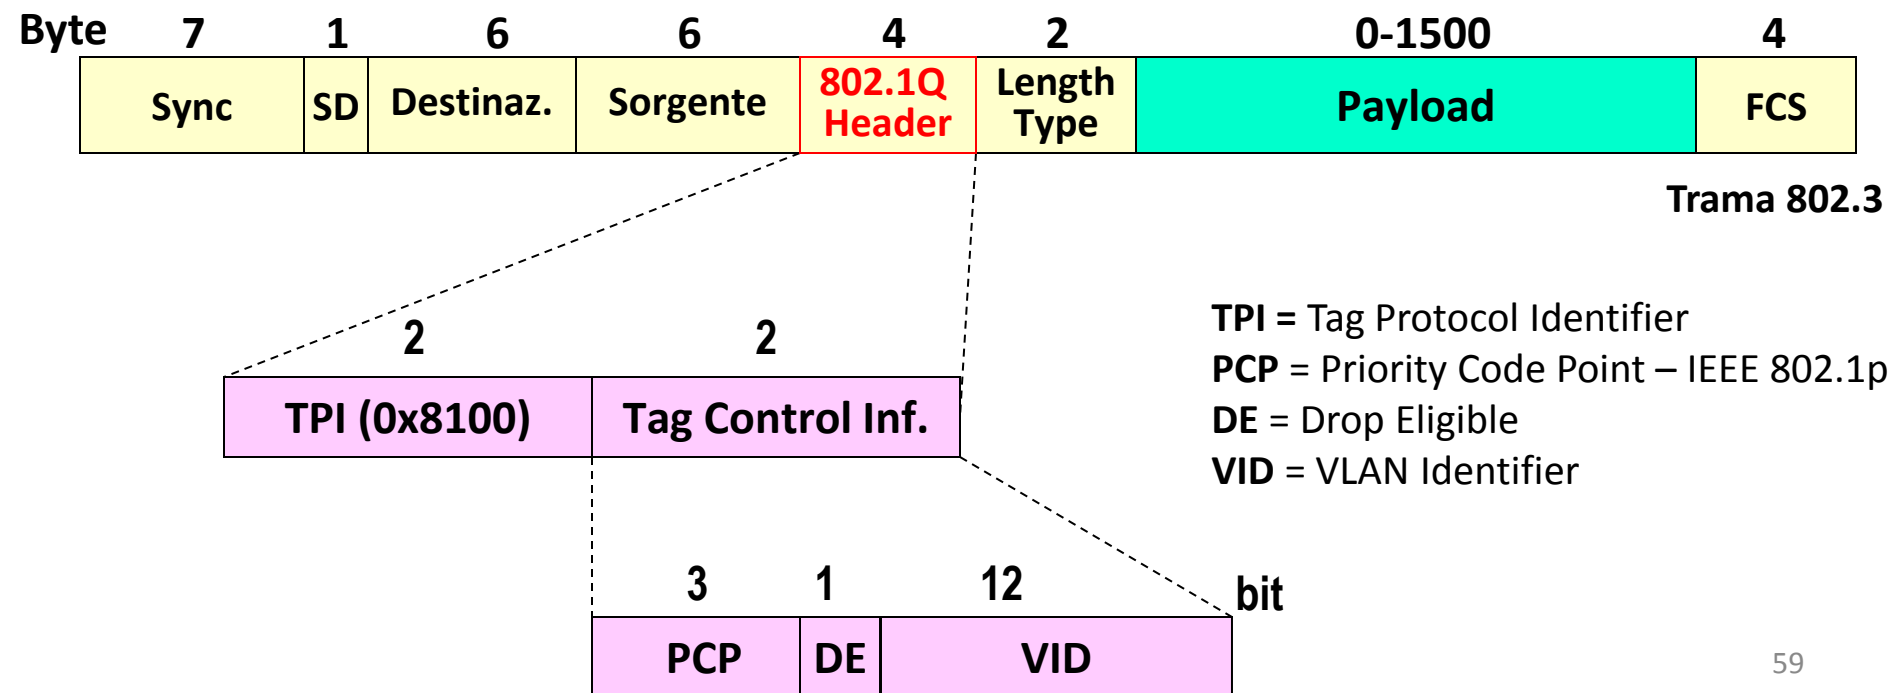 Byte 7 1 6 6 4 2 0-1500 4
Sync SD Destinaz. Sorgente 802.1Q Header Length Type Payload FCS
Trama 802.3
2 2
TPI (0x8100) Tag Control Inf.
TPI = Tag Protocol Identifier
PCP = Priority Code Point – IEEE 802.1p
DE = Drop Eligible
VID = VLAN Identifier
3 1 12 bit
PCP DE VID
59